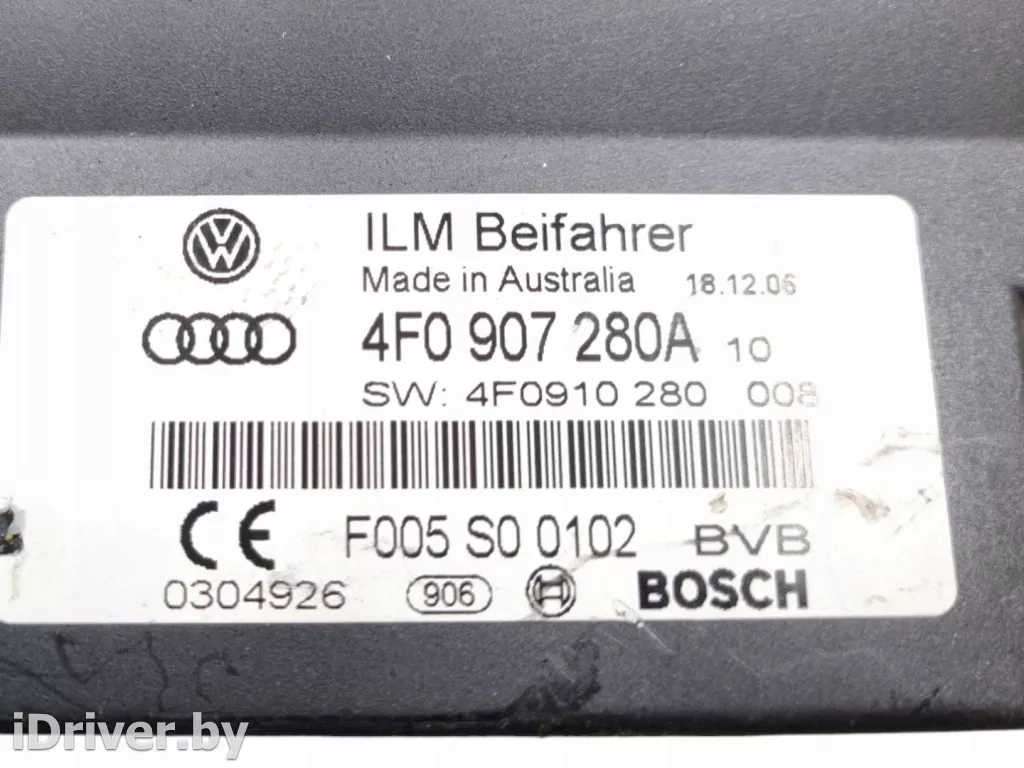 ILM Beifahrer
Made in Australia 18.12.06
4F0 907 280A 10
SW: 4F0910 280 008
CE F005 S0 0102 BVB
0304926 906 BOSCH
iDriver.by